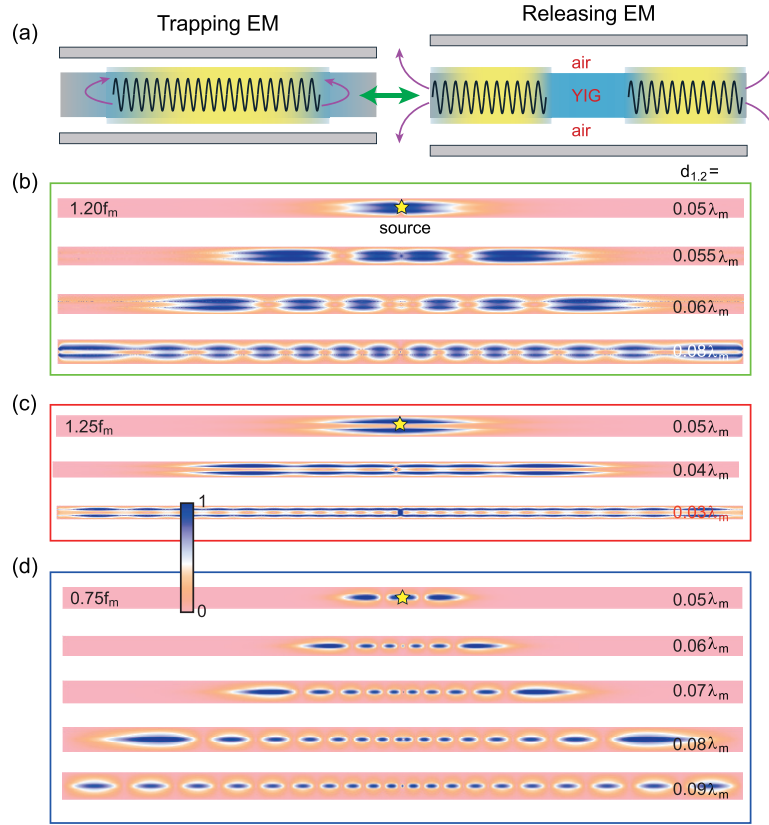 Trapping EM
Releasing EM
(a)
air
YIG
air
(b)
d1.2=
1.20fm
0.05λm
source
0.055λm
0.06λm
0.08λm
(c)
1.25fm
0.05λm
0.04λm
1
0.03λm
(d)
0.75fm
0
0.05λm
0.06λm
0.07λm
0.08λm
0.09λm